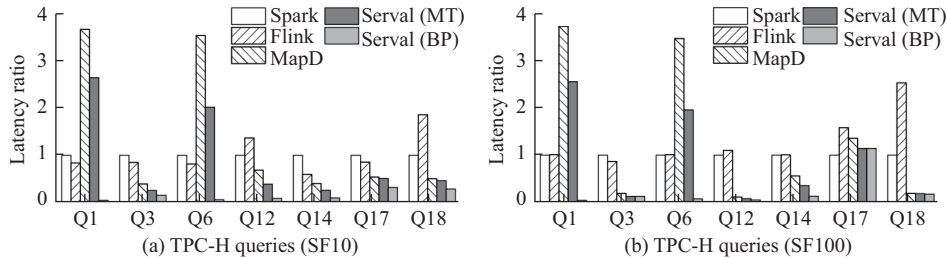 Latency ratio
4
3
2
1
0
Spark
Flink
MapD
Serval (MT)
Serval (BP)
Q1 Q3 Q6 Q12 Q14 Q17 Q18
(a) TPC-H queries (SF10)
Latency ratio
4
3
2
1
0
Spark
Flink
MapD
Serval (MT)
Serval (BP)
Q1 Q3 Q6 Q12 Q14 Q17 Q18
(b) TPC-H queries (SF100)